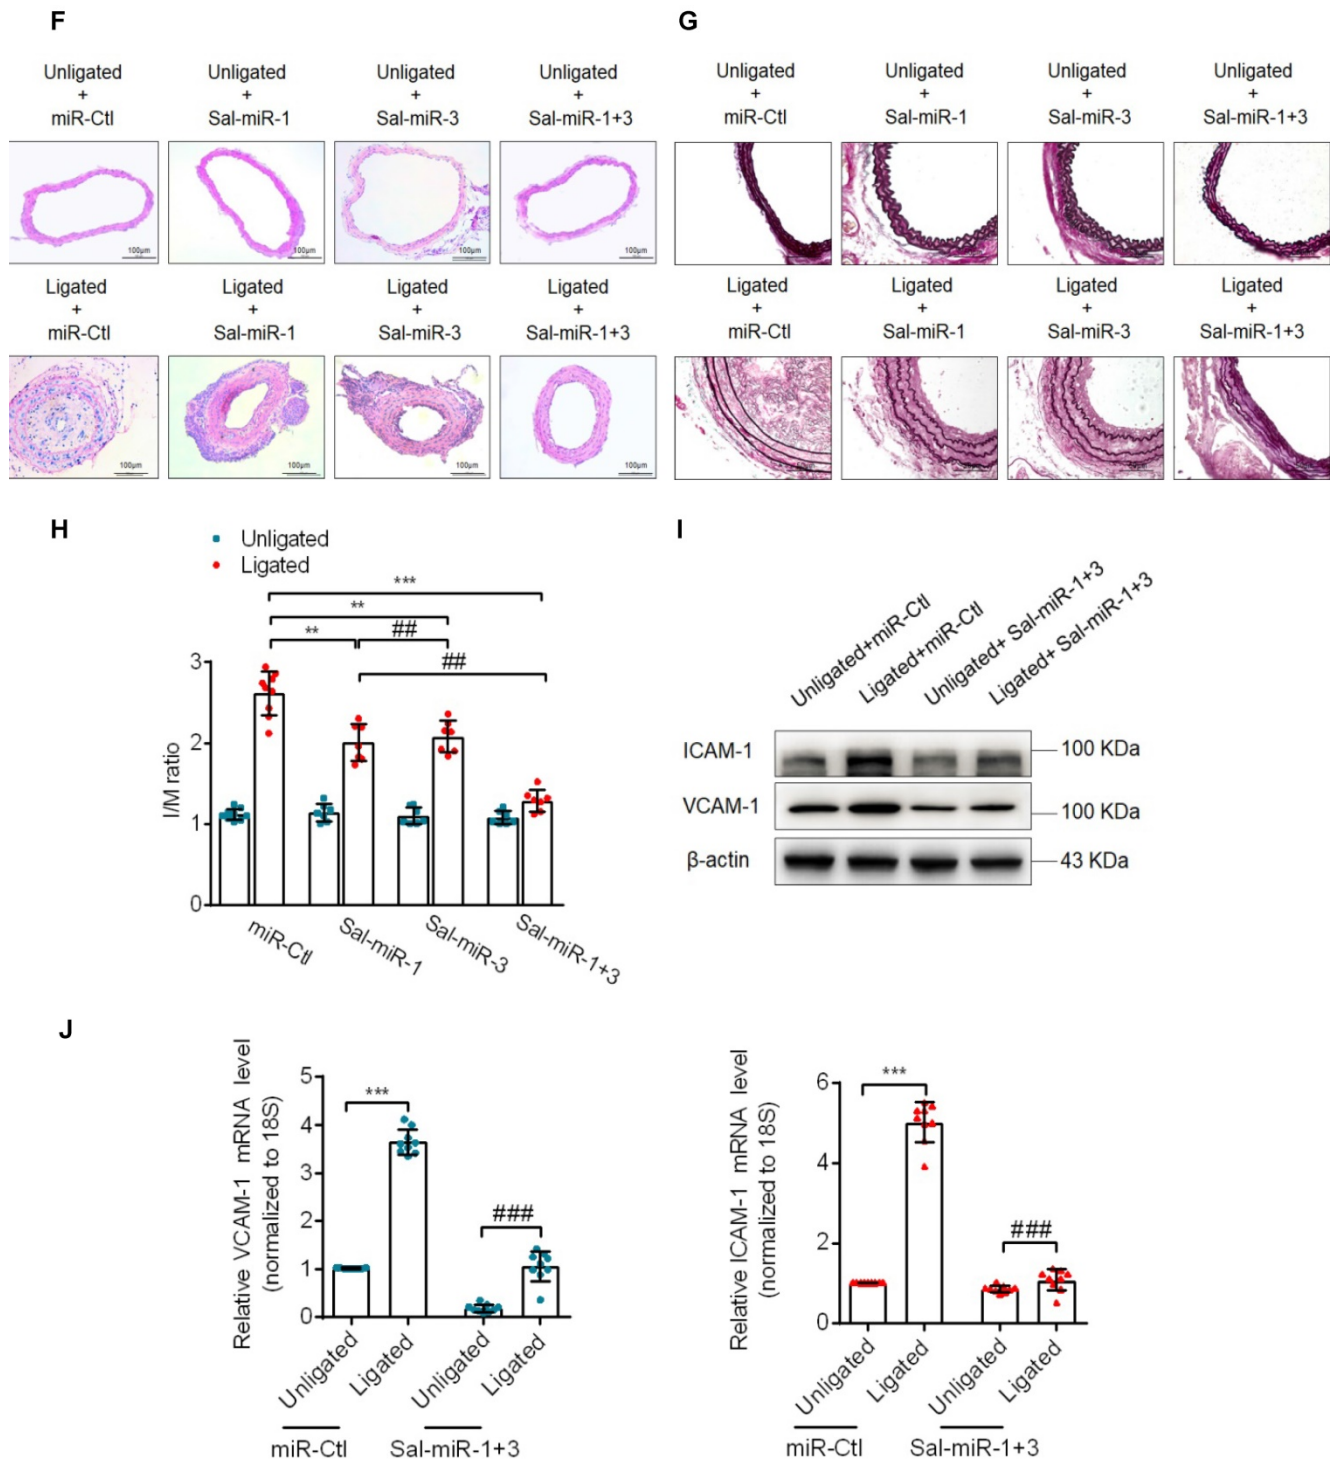 F
G
Unligated Unligated Unligated Unligated
+ + + +
miR-Ctl Sal-miR-1 Sal-miR-3 Sal-miR-1+3
Unligated Unligated Unligated Unligated
+ + + +
miR-Ctl Sal-miR-1 Sal-miR-3 Sal-miR-1+3
100μm 100μm 100μm 100μm
Ligated Ligated Ligated Ligated
+ + + +
miR-Ctl Sal-miR-1 Sal-miR-3 Sal-miR-1+3
Ligated Ligated Ligated Ligated
+ + + +
miR-Ctl Sal-miR-1 Sal-miR-3 Sal-miR-1+3
100μm 100μm 100μm 100μm
H
Unligated
Ligated
***
**
** ##
##
I/M ratio
3
2
1
0
miR-Ctl Sal-miR-1 Sal-miR-3 Sal-miR-1+3
I
Unligated+miR-Ctl
Ligated+miR-Ctl
Unligated+ Sal-miR-1+3
Ligated+ Sal-miR-1+3
ICAM-1 100 KDa
VCAM-1 100 KDa
β-actin 43 KDa
J
Relative VCAM-1 mRNA level
(normalized to 18S)
5
4
3
2
1
0
***
###
Unligated Ligated Unligated Ligated
miR-Ctl Sal-miR-1+3
Relative ICAM-1 mRNA level
(normalized to 18S)
6
4
2
0
***
###
Unligated Ligated Unligated Ligated
miR-Ctl Sal-miR-1+3